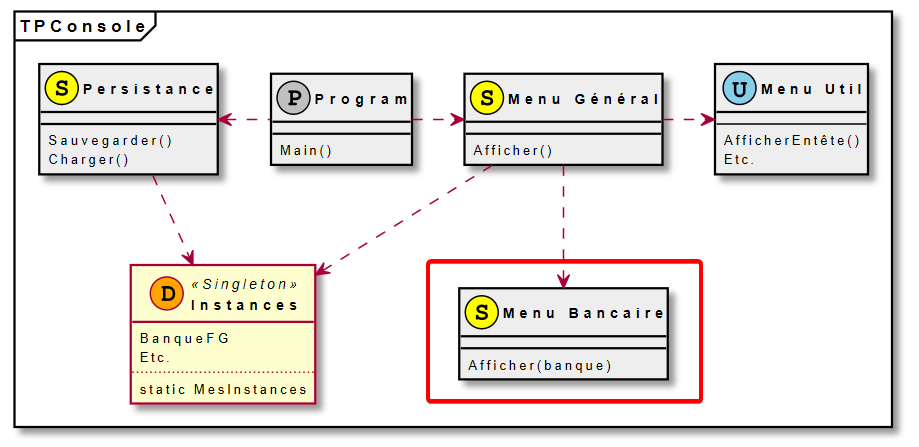 TPConsole
S Persistance
Sauvegarder()
Charger()
P Program
Main()
S Menu Général
Afficher()
U Menu Util
AfficherEntête()
Etc.
D «Singleton»
Instances
BanqueFG
Etc.
static MesInstances
S Menu Bancaire
Afficher(banque)